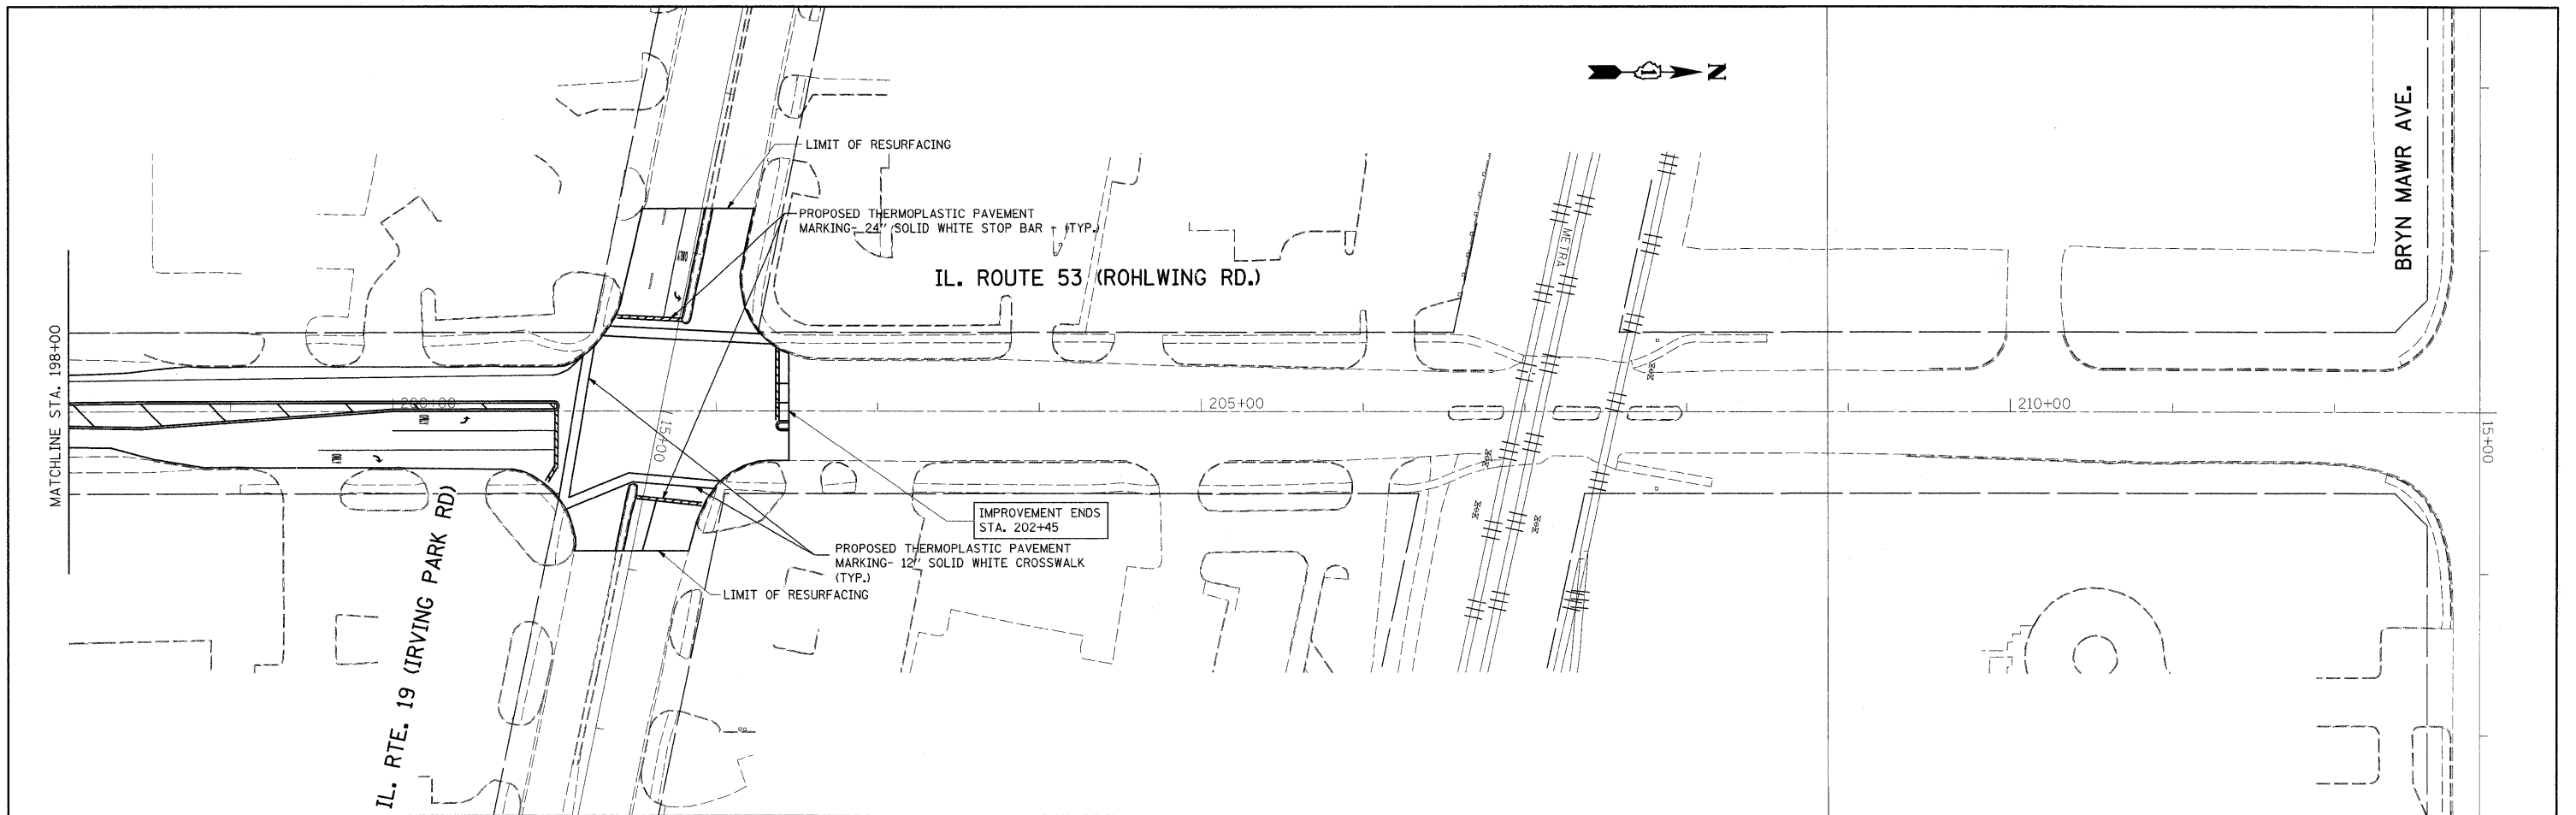 N
BRYN MAWR AVE.
LIMIT OF RESURFACING
PROPOSED THERMOPLASTIC PAVEMENT
MARKING- 24" SOLID WHITE STOP BAR - (TYP.)
ONLY
METRA
IL. ROUTE 53 (ROHLWING RD.)
MATCHLINE STA. 198+00
200+00
205+00
210+00
ONLY
15+00
15+00
ONLY
IMPROVEMENT ENDS
STA. 202+45
PROPOSED THERMOPLASTIC PAVEMENT
MARKING- 12" SOLID WHITE CROSSWALK
(TYP.)
LIMIT OF RESURFACING
IL. RTE. 19 (IRVING PARK RD)